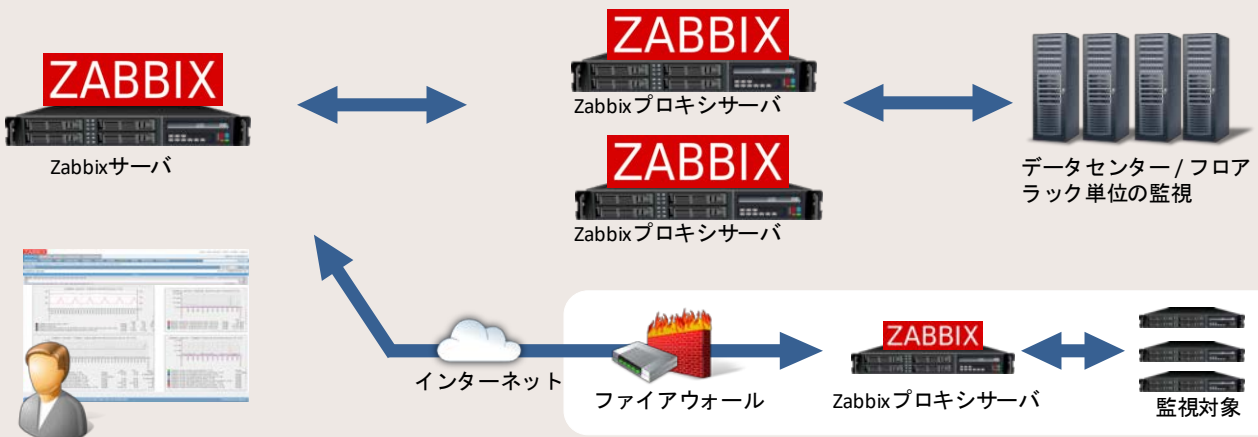 ZABBIX
Zabbixサーバ
ZABBIX
Zabbixプロキシサーバ
ZABBIX
Zabbixプロキシサーバ
データセンター / フロア
ラック単位の監視
ZABBIX
インターネット
ファイアウォール
ZABBIX
Zabbixプロキシサーバ
監視対象